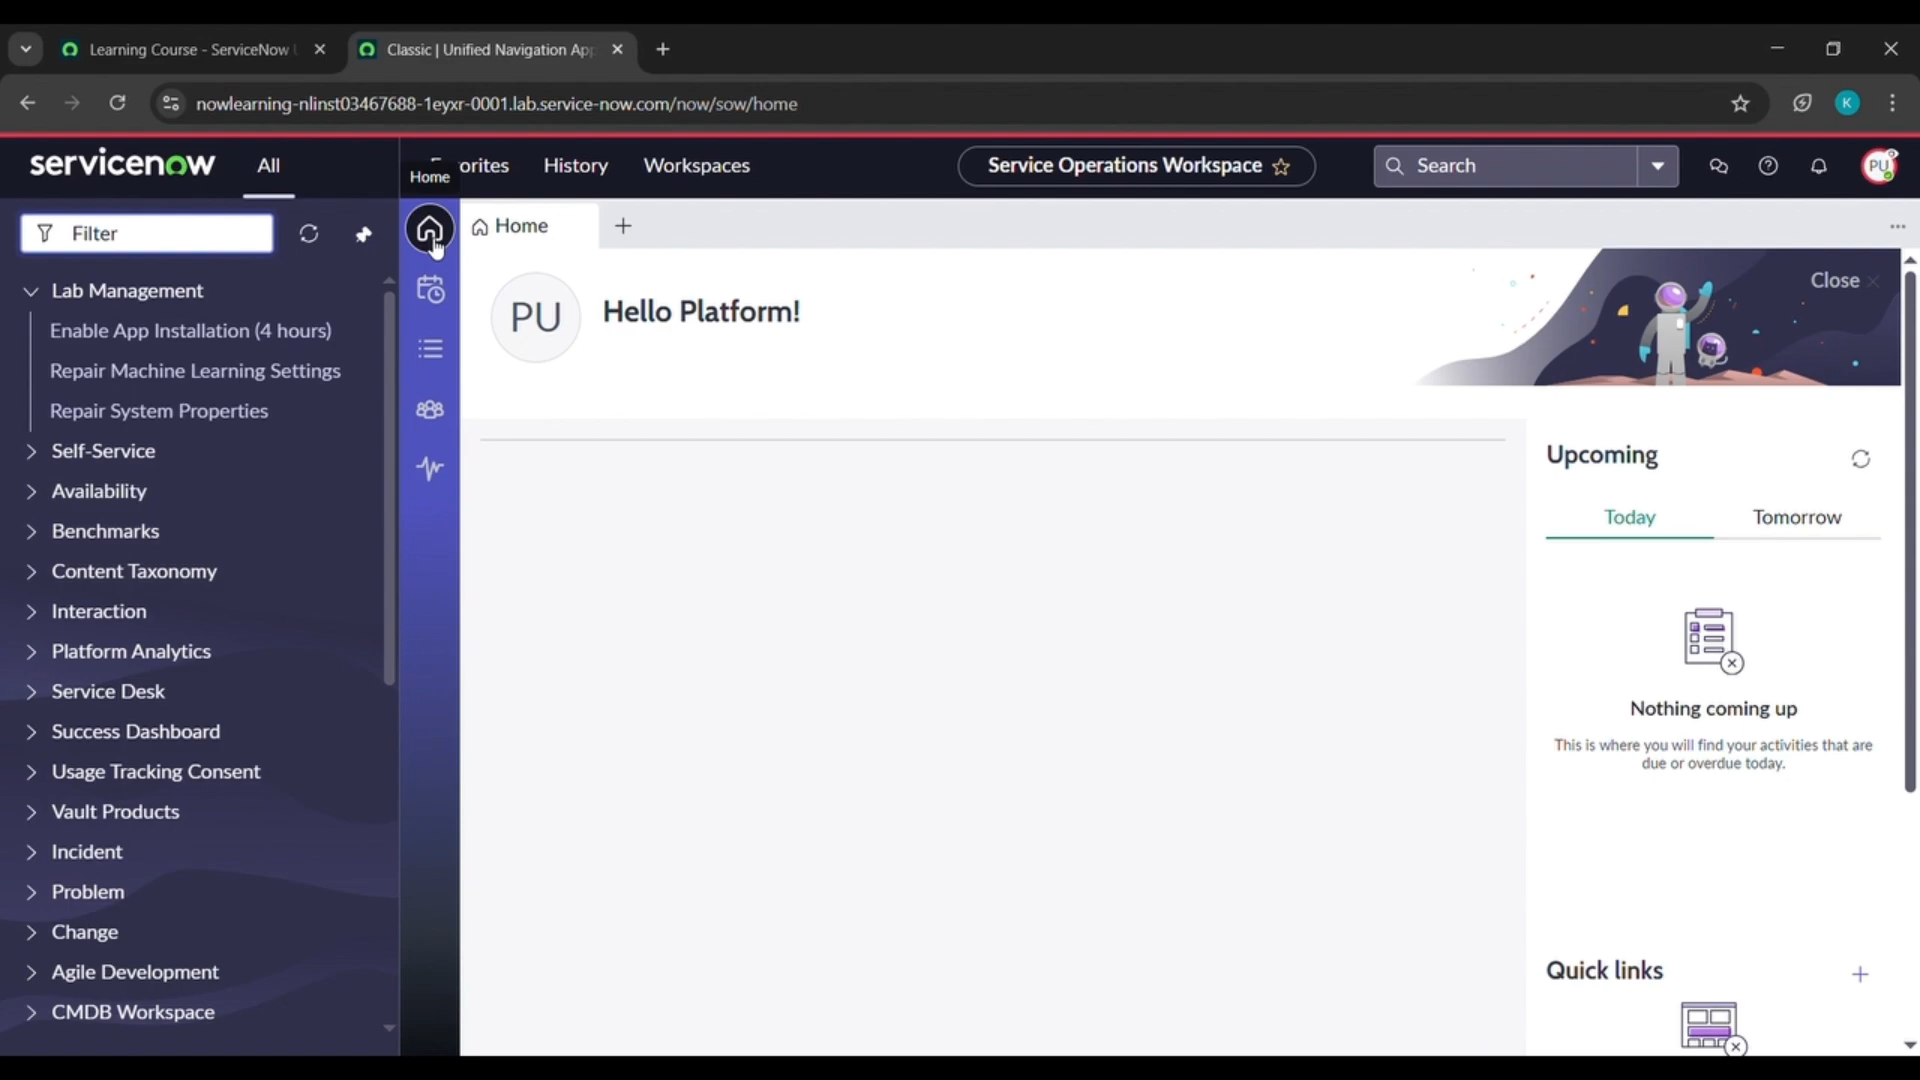 Learning Course - ServiceNow
Classic | Unified Navigation App
nowlearning-nlinst03467688-1eyxr-0001.lab.service-now.com/now/sow/home
K
servicenow
All
orites
History
Workspaces
Service Operations Workspace
Search
PU
Home
Filter
Lab Management
Enable App Installation (4 hours)
Repair Machine Learning Settings
Repair System Properties
Self-Service
Availability
Benchmarks
Content Taxonomy
Interaction
Platform Analytics
Service Desk
Success Dashboard
Usage Tracking Consent
Vault Products
Incident
Problem
Change
Agile Development
CMDB Workspace
Home
PU
Hello Platform!
Close
Upcoming
Today
Tomorrow
Nothing coming up
This is where you will find your activities that are
due or overdue today.
Quick links